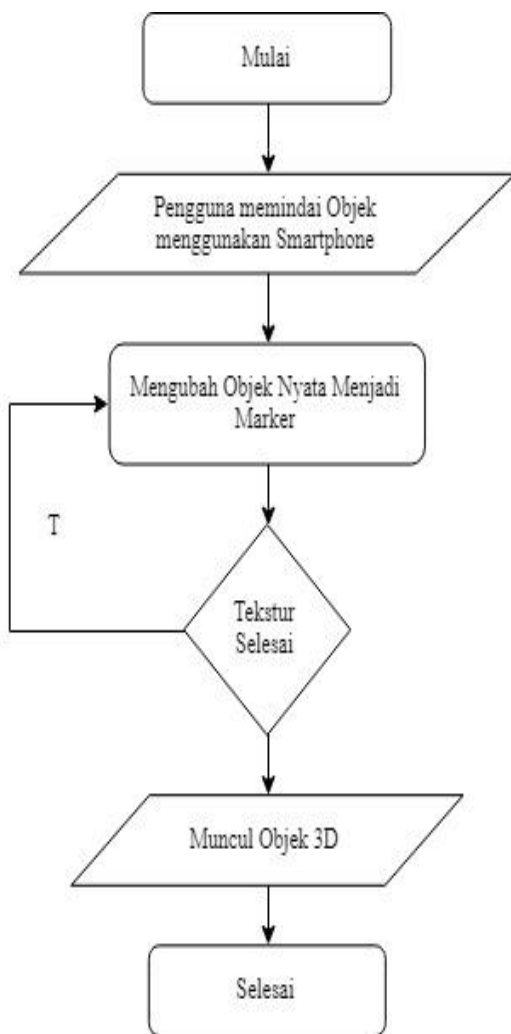 Mulai
Pengguna memindai Objek
menggunakan Smartphone
Mengubah Objek Nyata Menjadi
Marker
T
Tekstur
Selesai
Muncul Objek 3D
Selesai